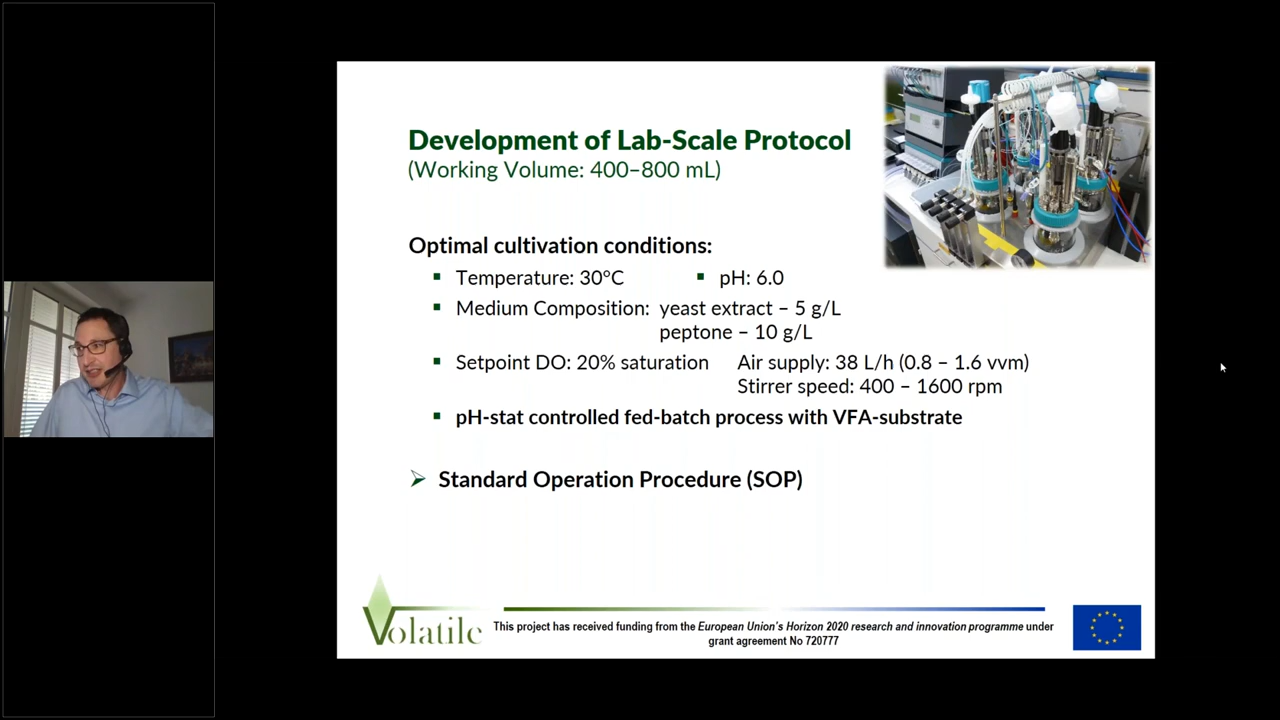 Development of Lab-Scale Protocol
(Working Volume: 400–800 mL)
Optimal cultivation conditions:
▪ Temperature: 30°C ▪ pH: 6.0
▪ Medium Composition: yeast extract – 5 g/L
peptone – 10 g/L
▪ Setpoint DO: 20% saturation Air supply: 38 L/h (0.8 – 1.6 vvm)
Stirrer speed: 400 – 1600 rpm
▪ pH-stat controlled fed-batch process with VFA-substrate
➢ Standard Operation Procedure (SOP)
Volatile
This project has received funding from the European Union's Horizon 2020 research and innovation programme under
grant agreement No 720777